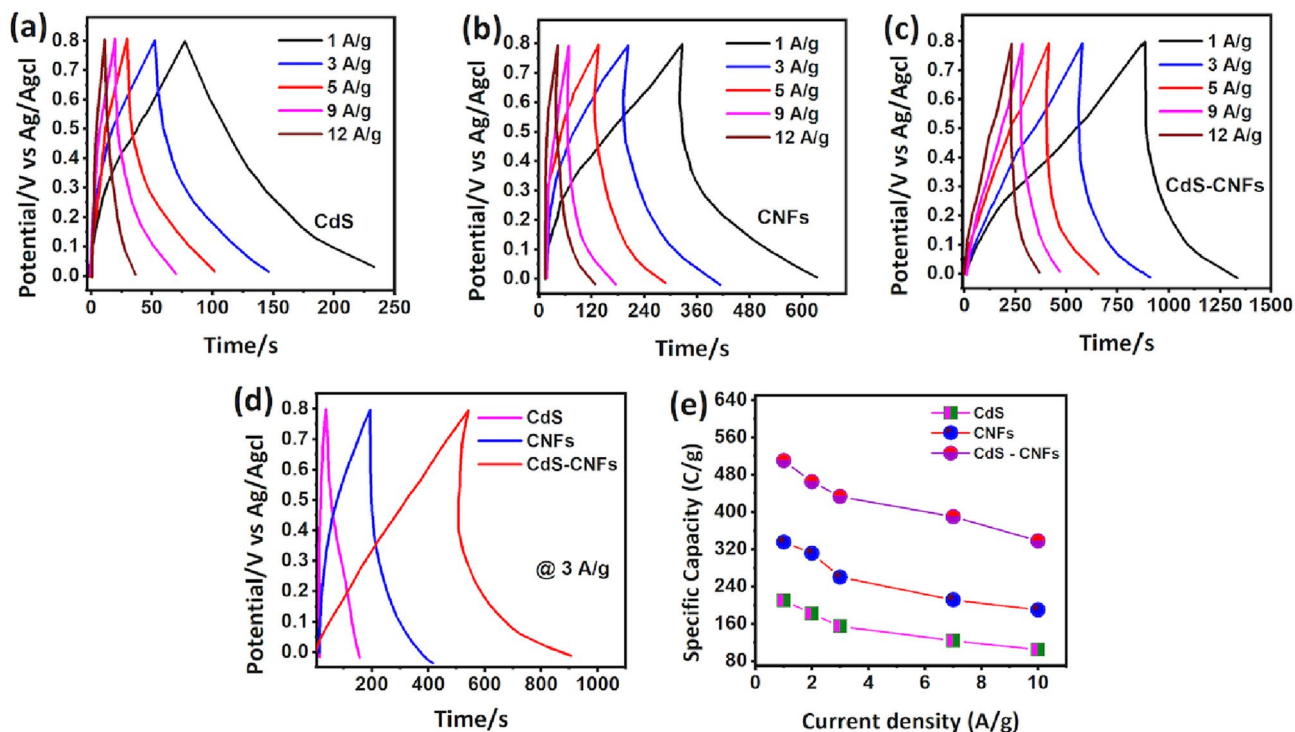 (a)
1 A/g
3 A/g
5 A/g
9 A/g
12 A/g
CdS
Potential/V vs Ag/Agcl
0.8
0.7
0.6
0.5
0.4
0.3
0.2
0.1
0.0
0 50 100 150 200 250
Time/s
(b)
1 A/g
3 A/g
5 A/g
9 A/g
12 A/g
CNFs
Potential/V vs Ag/Agcl
0.8
0.7
0.6
0.5
0.4
0.3
0.2
0.1
0.0
0 120 240 360 480 600
Time/s
(c)
1 A/g
3 A/g
5 A/g
9 A/g
12 A/g
CdS-CNFs
Potential/V vs Ag/Agcl
0.8
0.7
0.6
0.5
0.4
0.3
0.2
0.1
0.0
0 250 500 750 1000 1250 1500
Time/s
(d)
CdS
CNFs
CdS-CNFs
@ 3 A/g
Potential/V vs Ag/Agcl
0.8
0.7
0.6
0.5
0.4
0.3
0.2
0.1
0.0
200 400 600 800 1000
Time/s
(e)
CdS
CNFs
CdS - CNFs
Specific Capacity (C/g)
640
560
480
400
320
240
160
80
0 2 4 6 8 10
Current density (A/g)